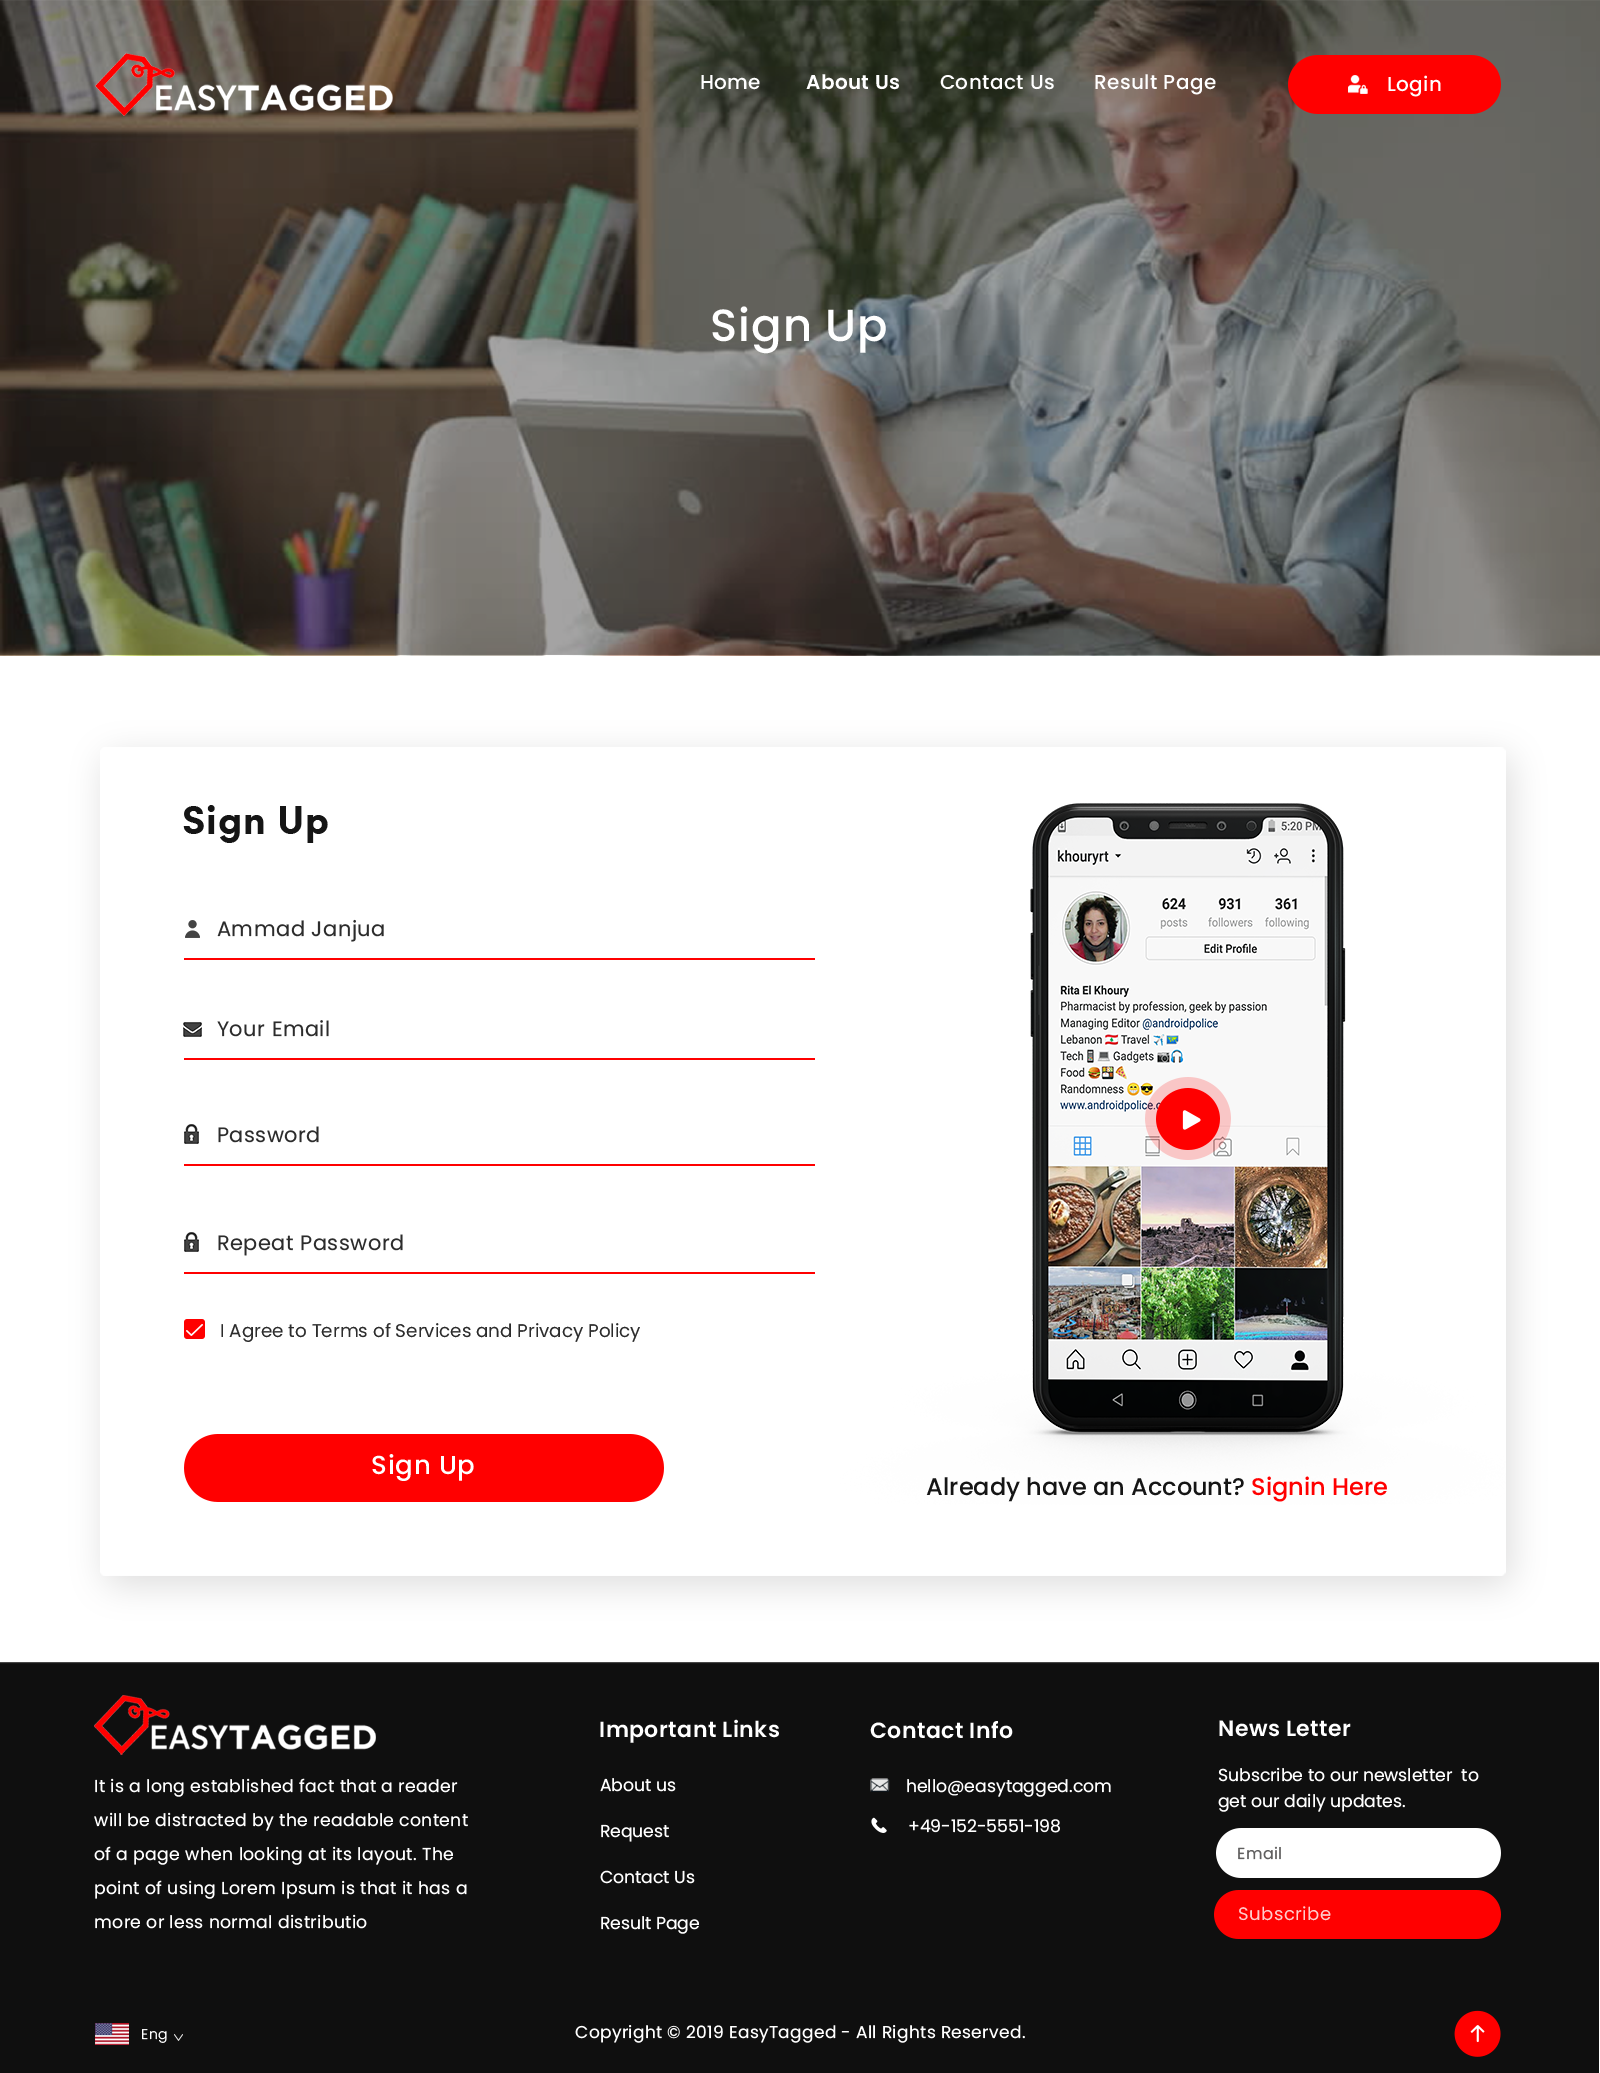 EASYTAGGED
Home About Us Contact Us Result Page Login
Sign Up
Sign Up
Ammad Janjua
Your Email
Password
Repeat Password
I Agree to Terms of Services and Privacy Policy
Sign Up
5:20 PM
khouryrt
624 931 361
posts followers following
Edit Profile
Rita El Khoury
Pharmacist by profession, geek by passion
Managing Editor @androidpolice
Lebanon 🇱🇧 Travel ✈️ 🗺️
Tech 📱 💻 Gadgets 📷🎧
Food 🍔🍱🍕
Randomness 😁😎
www.androidpolice.c
Already have an Account? Signin Here
EASYTAGGED
It is a long established fact that a reader
will be distracted by the readable content
of a page when looking at its layout. The
point of using Lorem Ipsum is that it has a
more or less normal distributio
Important Links
About us
Request
Contact Us
Result Page
Contact Info
hello@easytagged.com
+49-152-5551-198
News Letter
Subscribe to our newsletter to
get our daily updates.
Email
Subscribe
Eng
Copyright © 2019 EasyTagged - All Rights Reserved.